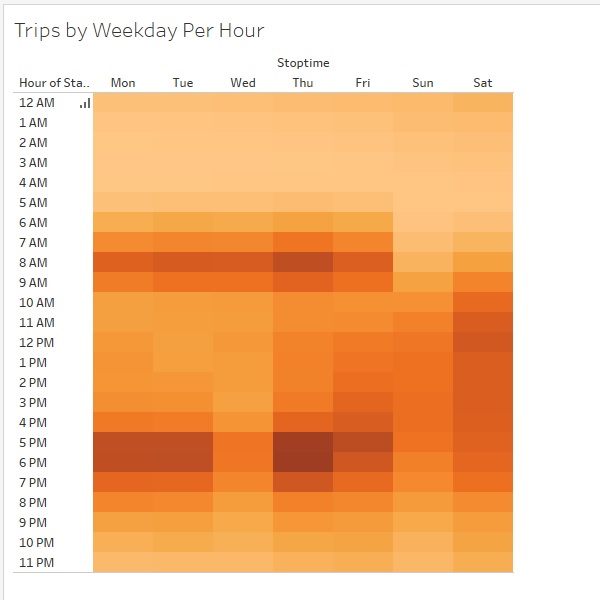 Trips by Weekday Per Hour
Stoptime
Hour of Sta.. Mon Tue Wed Thu Fri Sun Sat
12 AM
1 AM
2 AM
3 AM
4 AM
5 AM
6 AM
7 AM
8 AM
9 AM
10 AM
11 AM
12 PM
1 PM
2 PM
3 PM
4 PM
5 PM
6 PM
7 PM
8 PM
9 PM
10 PM
11 PM